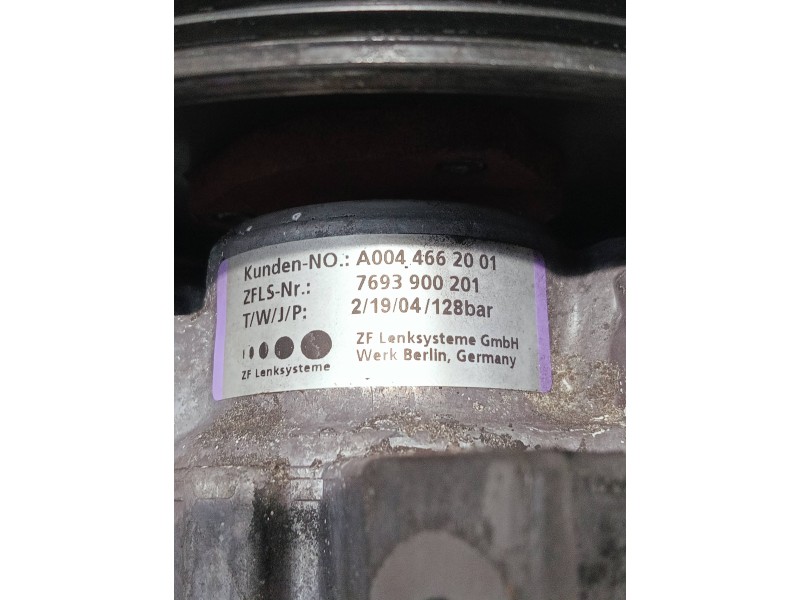 Kunden-NO.: A004 466 20 01
ZFLS-Nr.: 7693 900 201
T/W/J/P: 2/19/04/128bar
ZF Lenksysteme GmbH
Werk Berlin, Germany
ZF Lenksysteme